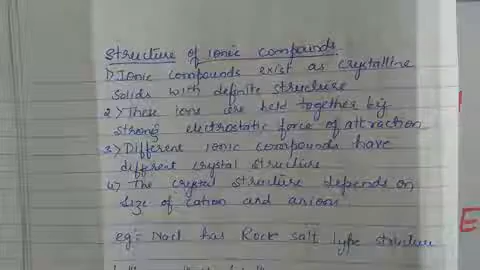 Structure of ionic compounds.
1) Ionic compounds exist as crystalline
solids with definite structure
2) These ions are held together by
strong electrostatic force of attraction
3) Different ionic compounds have
different crystal structure
4) The crystal structure depends on
size of cation and anion
eg:- Nacl has Rock salt type structure
E